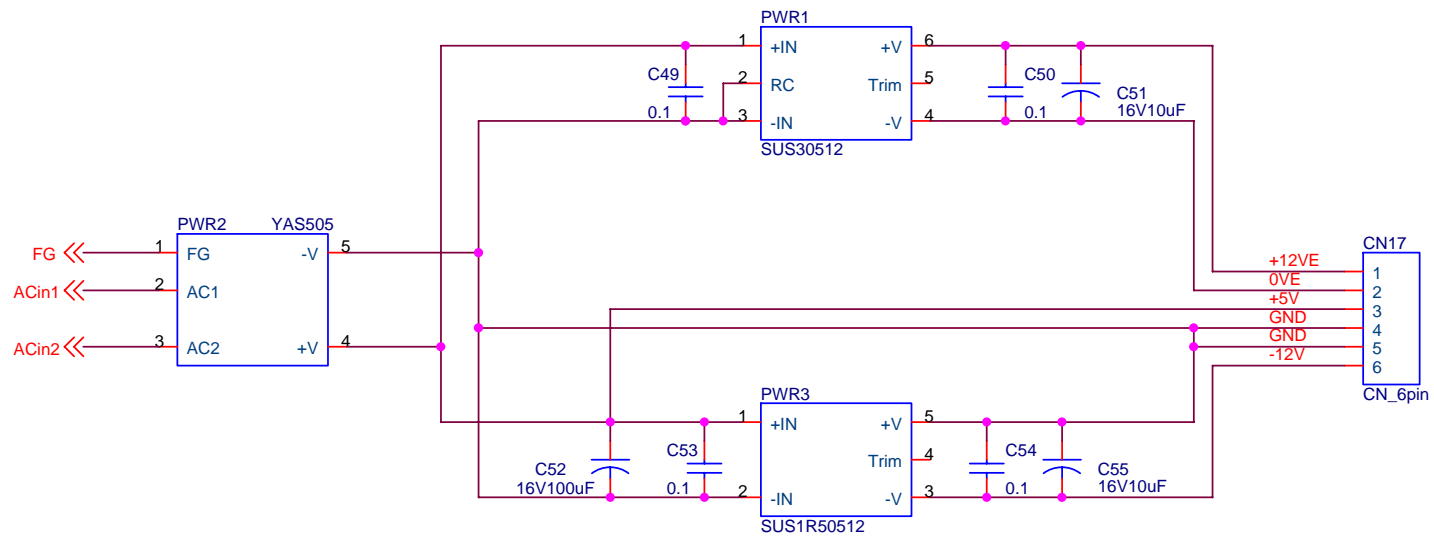 PWR1
1
+IN
+V
6
C49
2
RC
Trim
5
C50
C51
16V10uF
0.1
3
-IN
-V
4
0.1
SUS30512
PWR2
YAS505
FG
1
FG
-V
5
ACin1
2
AC1
ACin2
3
AC2
+V
4
CN17
+12VE
1
0VE
2
+5V
3
GND
4
GND
5
-12V
6
CN_6pin
PWR3
1
+IN
+V
5
C52
16V100uF
C53
0.1
Trim
4
C54
0.1
C55
16V10uF
2
-IN
-V
3
SUS1R50512